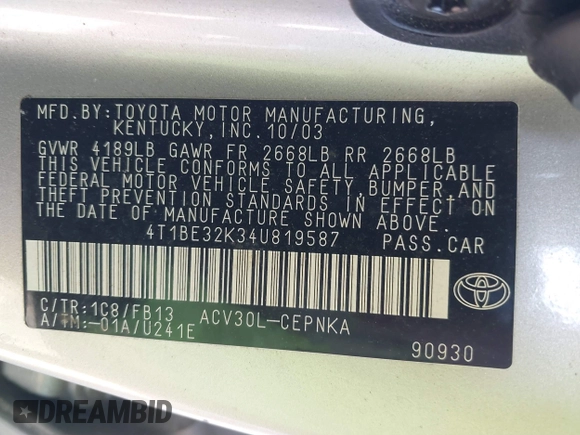 MFD.BY:TOYOTA MOTOR MANUFACTURING,
KENTUCKY,INC.10/03
GVWR 4189LB GAWR FR 2668LB RR 2668LB
THIS VEHICLE CONFORMS TO ALL APPLICABLE
FEDERAL MOTOR VEHICLE SAFETY,BUMPER,AND
THEFT PREVENTION STANDARDS IN EFFECT ON
THE DATE OF MANUFACTURE SHOWN ABOVE.
4T1BE32K34U819587 PASS.CAR
C/TR:1C8/FB13 ACV30L-CEPNKA
A/TM:-01A/U241E
90930
DREAMBID